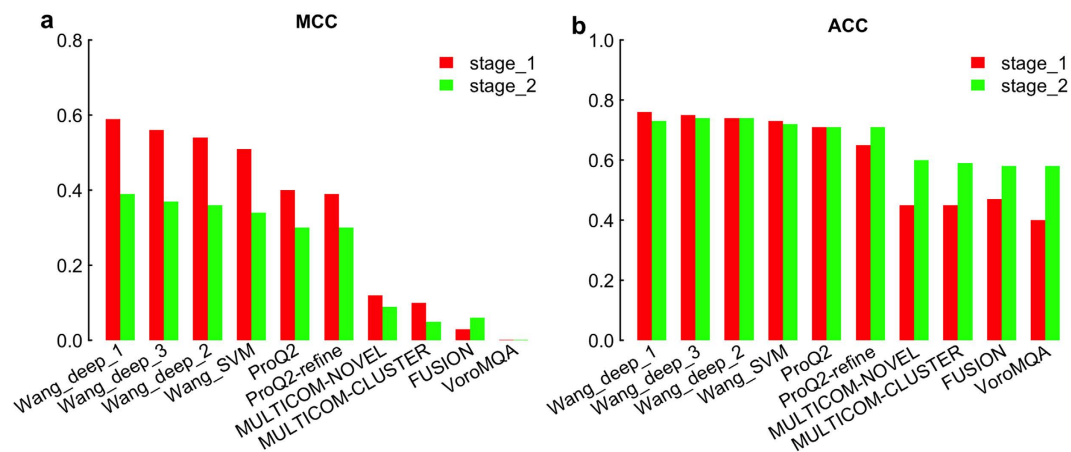 a
MCC
0.8
0.6
0.4
0.2
0.0
stage_1
stage_2
Wang_deep_1
Wang_deep_3
Wang_deep_2
Wang_SVM
ProQ2
ProQ2-refine
MULTICOM-NOVEL
MULTICOM-CLUSTER
FUSION
VoroMQA
b
ACC
1.0
0.8
0.6
0.4
0.2
0.0
stage_1
stage_2
Wang_deep_1
Wang_deep_3
Wang_deep_2
Wang_SVM
ProQ2
ProQ2-refine
MULTICOM-NOVEL
MULTICOM-CLUSTER
FUSION
VoroMQA